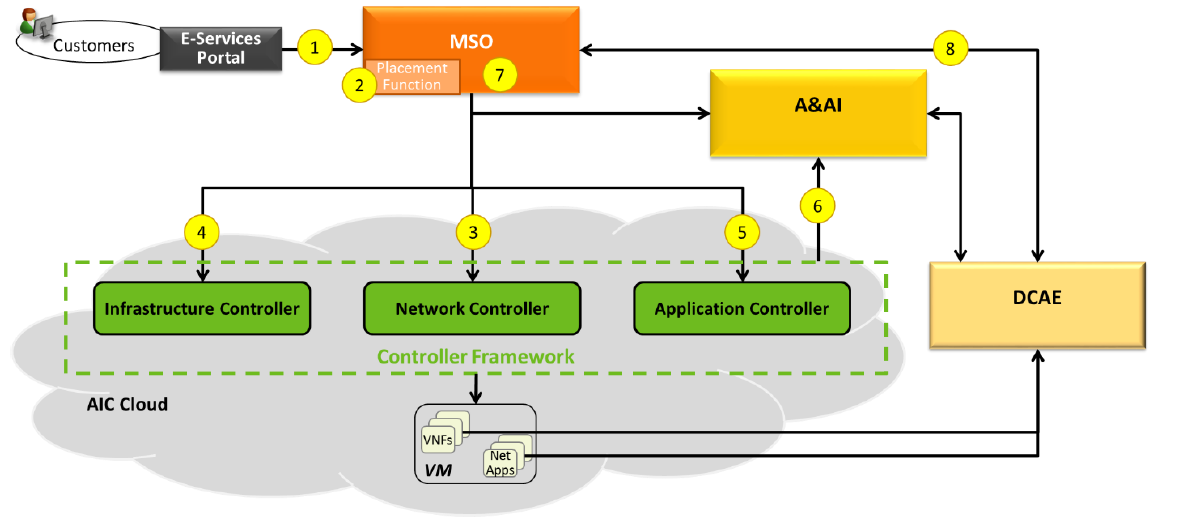 Customers
E-Services
Portal
1
MSO
Placement
Function
2
7
8
A&AI
6
4
3
5
Infrastructure Controller
Network Controller
Application Controller
Controller Framework
DCAE
AIC Cloud
VNFs
Net
Apps
VM